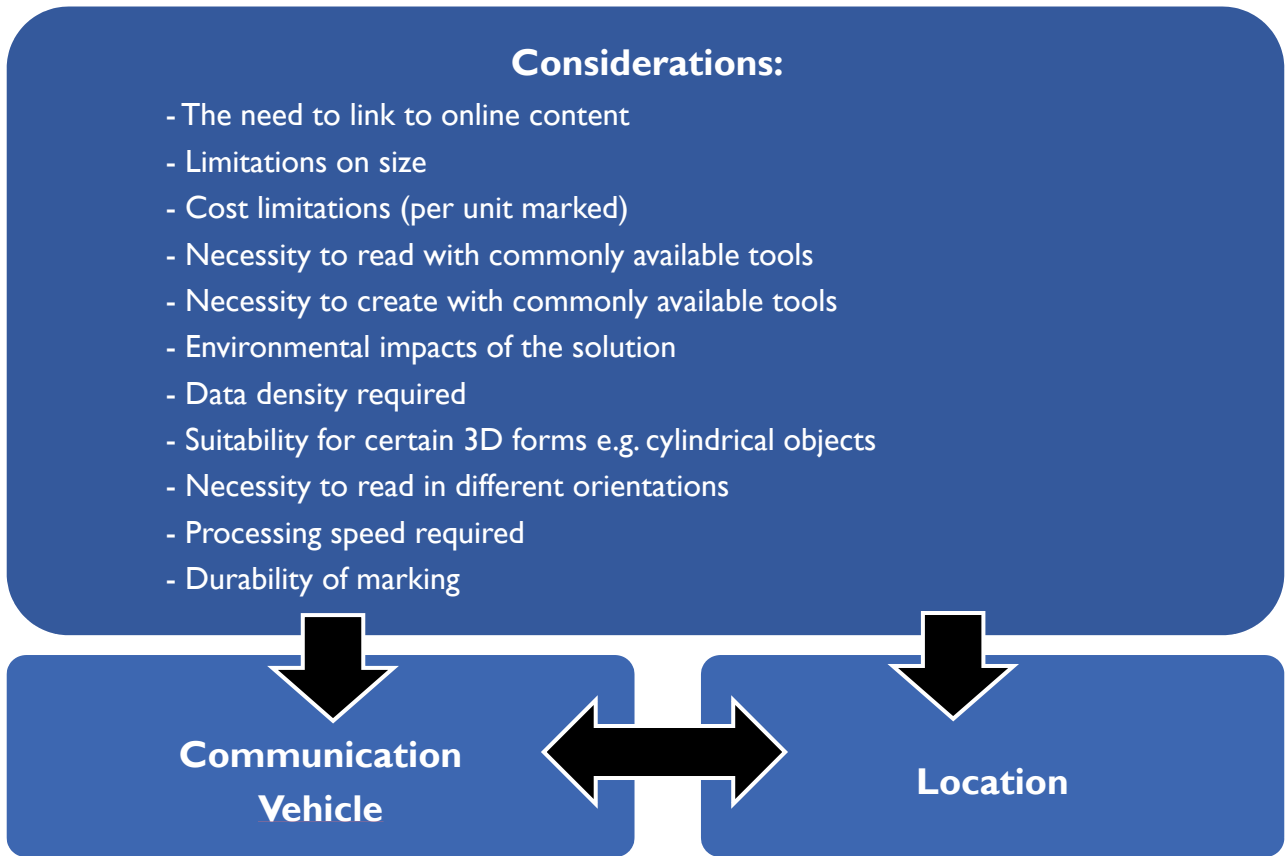 Considerations:
- The need to link to online content
- Limitations on size
- Cost limitations (per unit marked)
- Necessity to read with commonly available tools
- Necessity to create with commonly available tools
- Environmental impacts of the solution
- Data density required
- Suitability for certain 3D forms e.g. cylindrical objects
- Necessity to read in different orientations
- Processing speed required
- Durability of marking
Communication
Vehicle
Location